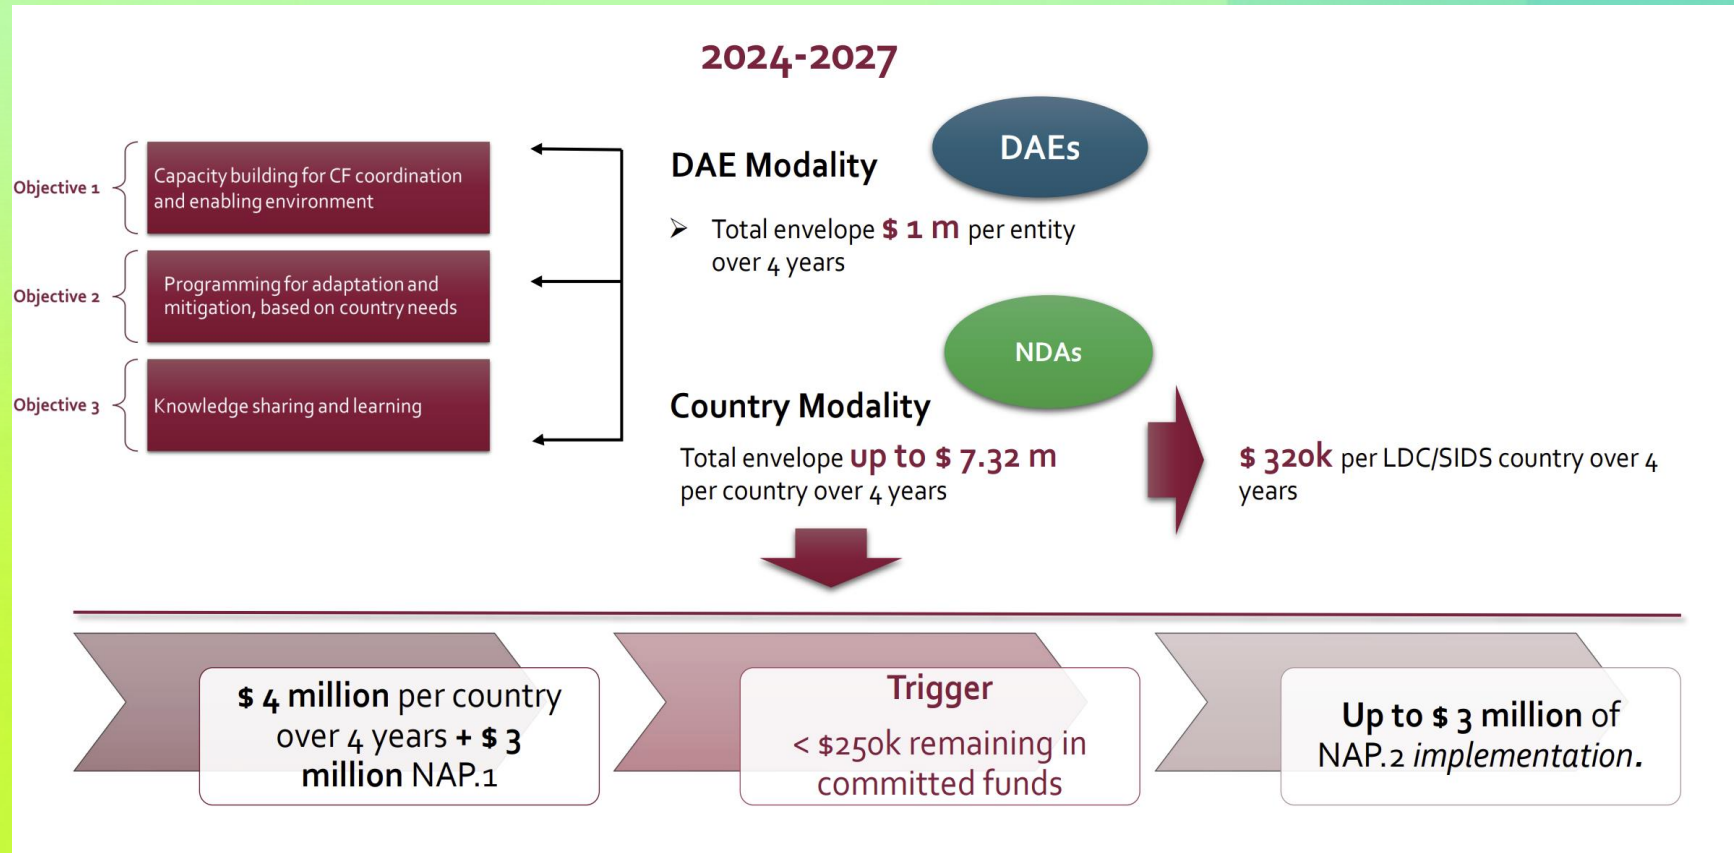 2024-2027
Objective 1
Capacity building for CF coordination
and enabling environment
Objective 2
Programming for adaptation and
mitigation, based on country needs
Objective 3
Knowledge sharing and learning
DAE Modality
DAEs
➢ Total envelope $ 1 m per entity
over 4 years
NDAs
Country Modality
Total envelope up to $ 7.32 m
per country over 4 years
$ 320k per LDC/SIDS country over 4
years
$ 4 million per country
over 4 years + $ 3
million NAP.1
Trigger
< $250k remaining in
committed funds
Up to $ 3 million of
NAP.2 implementation.